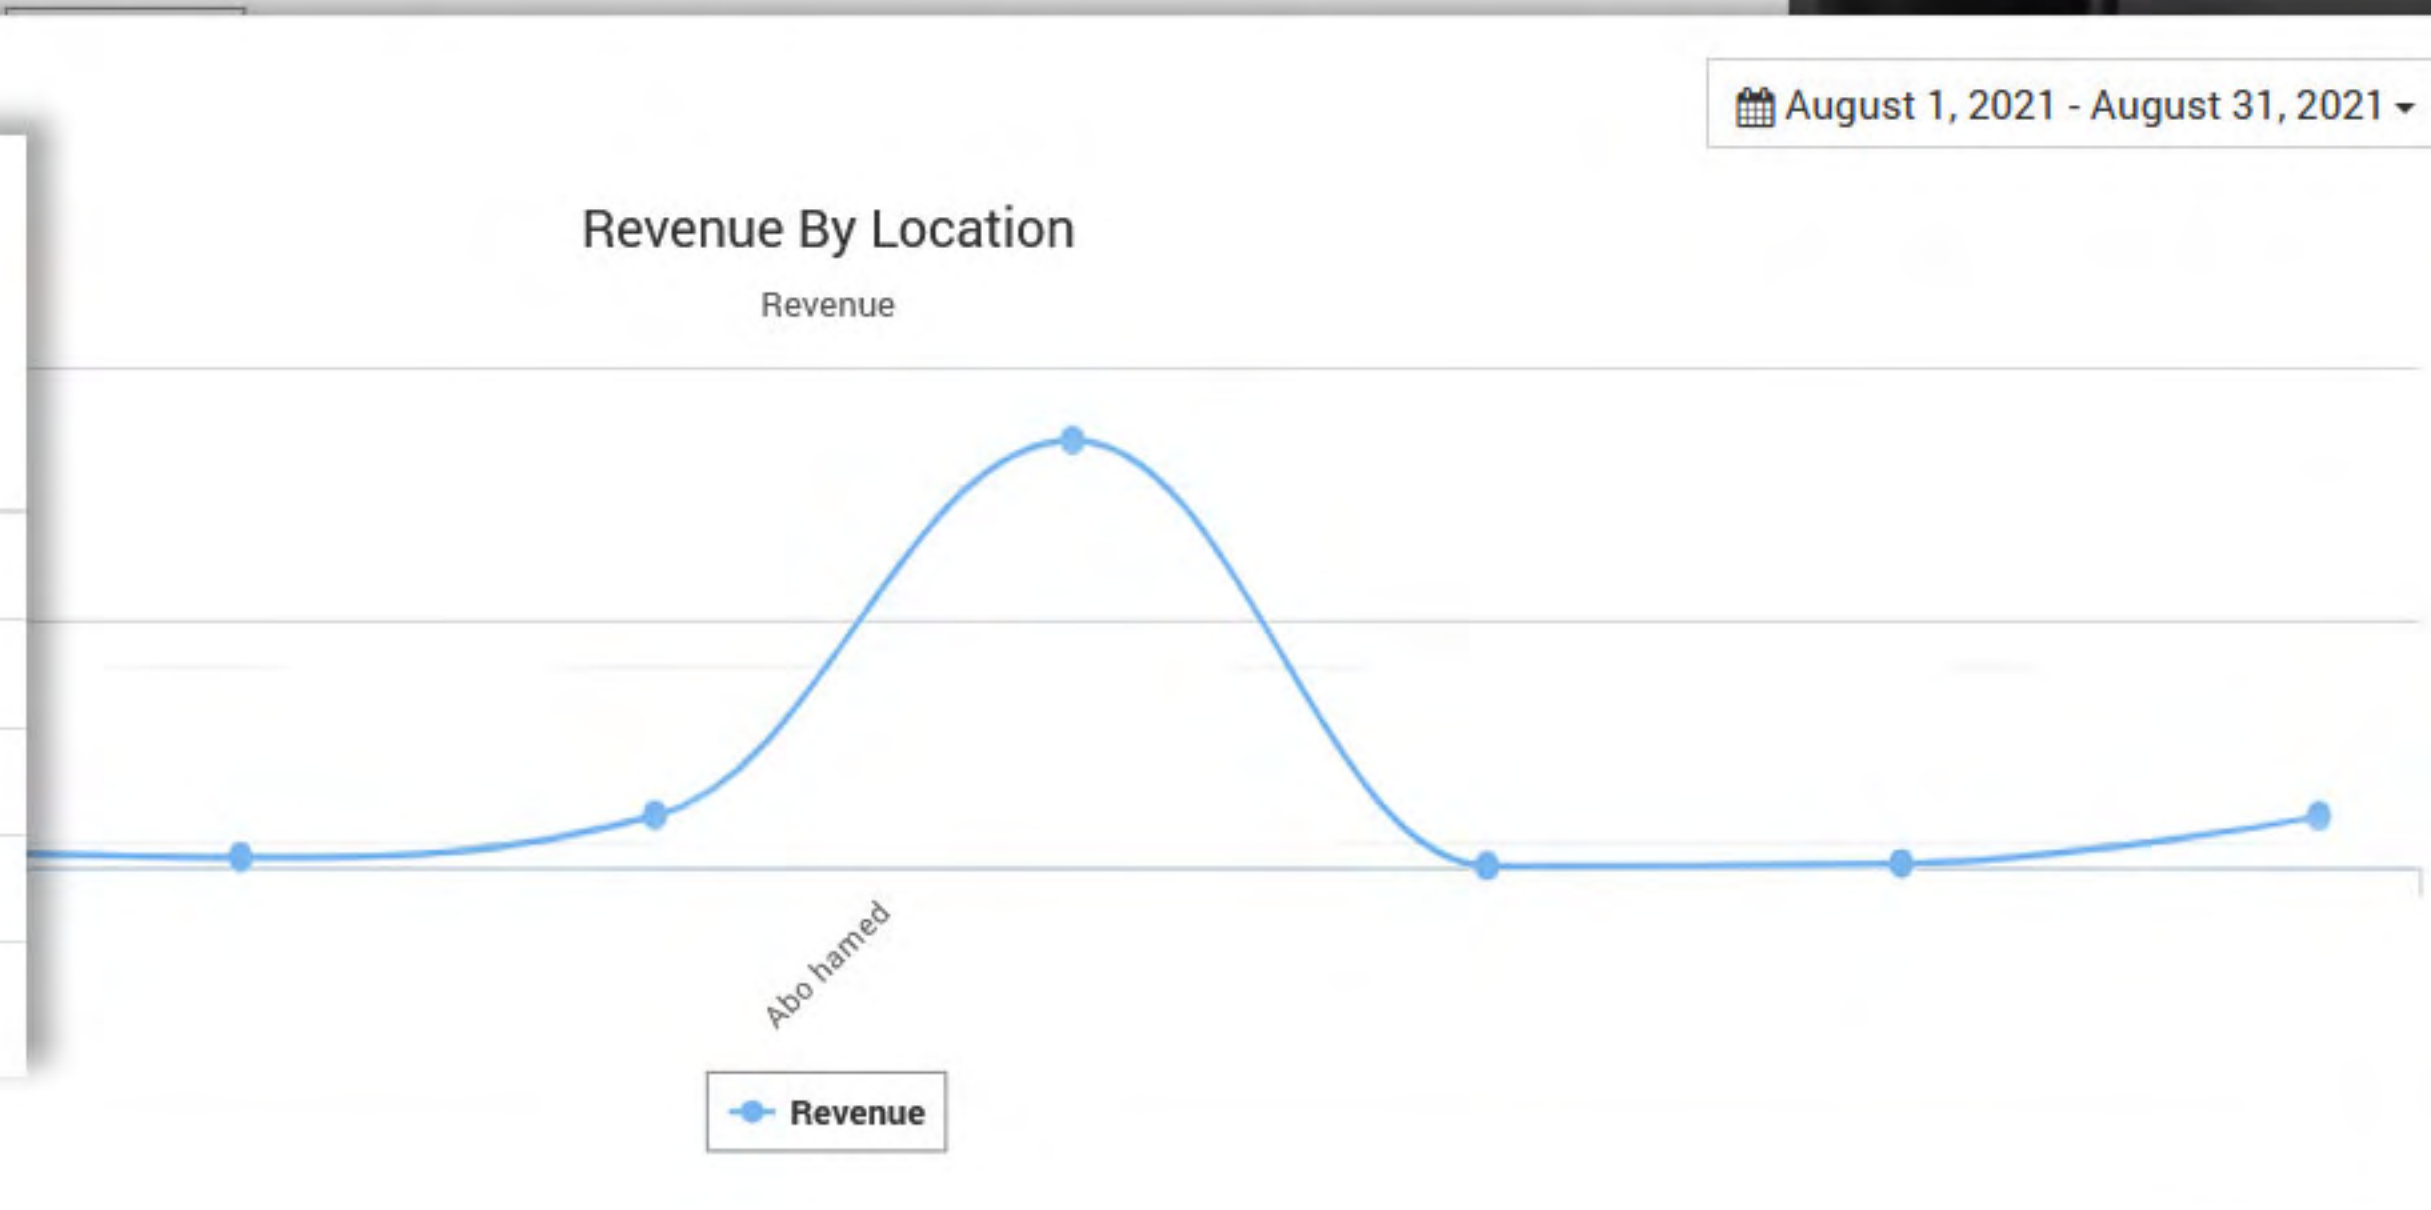 August 1, 2021 - August 31, 2021
Revenue By Location
Revenue
Abo hamed
Revenue